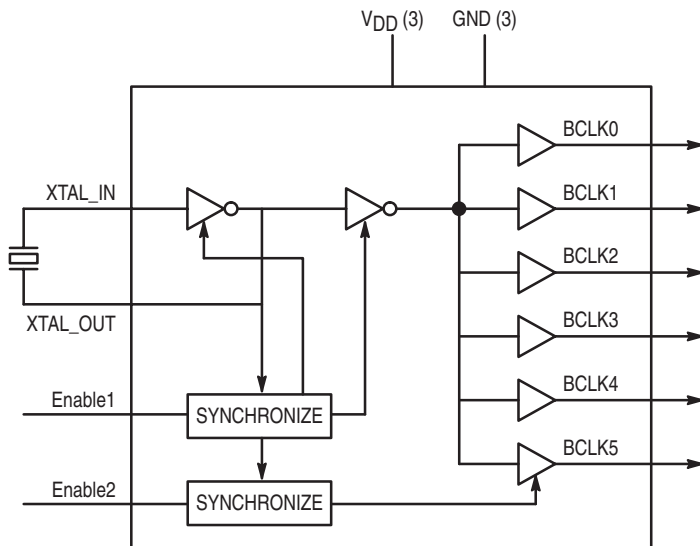 VDD (3) GND (3)
BCLK0
XTAL_IN
BCLK1
BCLK2
XTAL_OUT
BCLK3
Enable1
SYNCHRONIZE
BCLK4
BCLK5
Enable2
SYNCHRONIZE